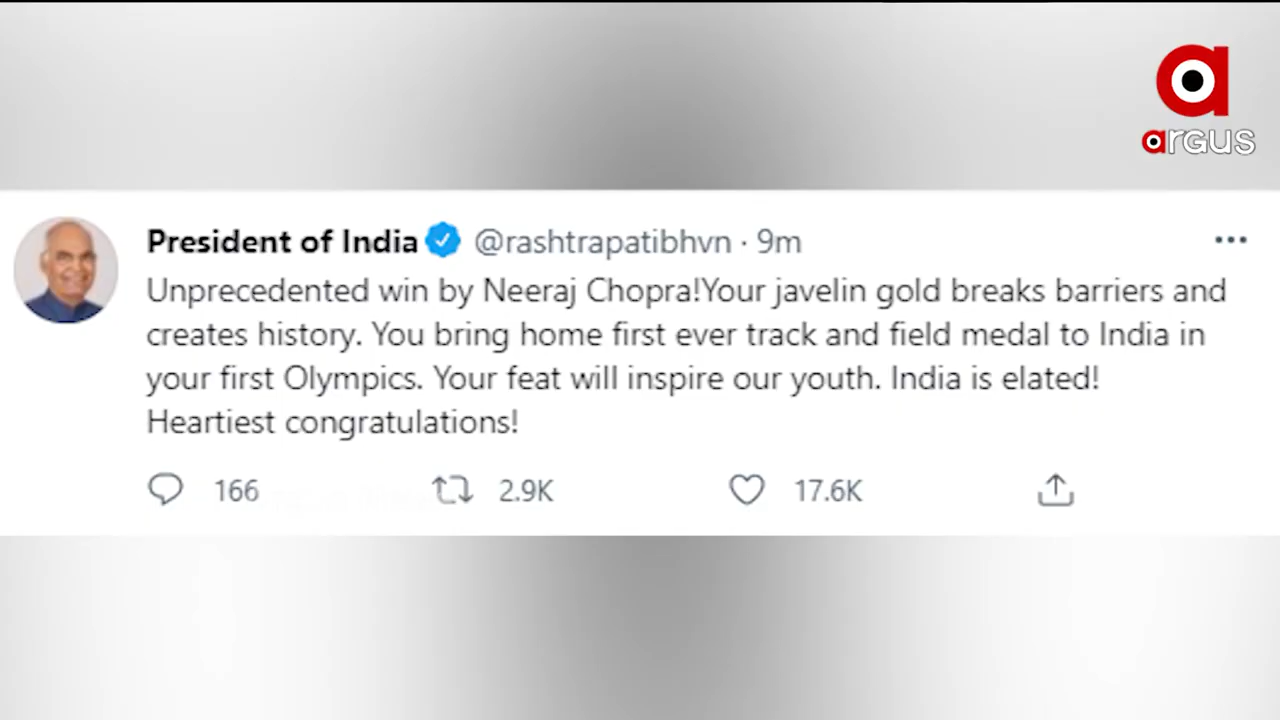 a
argus
President of India @rashtrapatibhvn · 9m
Unprecedented win by Neeraj Chopra!Your javelin gold breaks barriers and
creates history. You bring home first ever track and field medal to India in
your first Olympics. Your feat will inspire our youth. India is elated!
Heartiest congratulations!
166 2.9K 17.6K